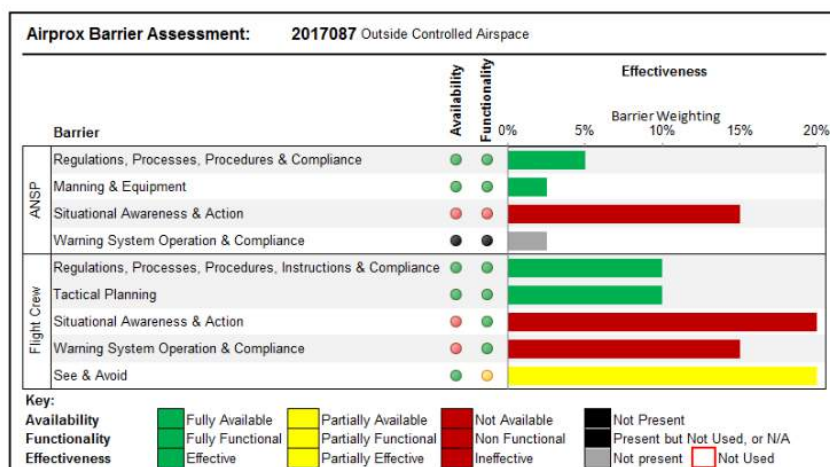 Airprox Barrier Assessment: 2017087 Outside Controlled Airspace
Barrier
Availability
Functionality
Effectiveness
Barrier Weighting
0% 5% 10% 15% 20%
ANSP
Regulations, Processes, Procedures & Compliance
Manning & Equipment
Situational Awareness & Action
Warning System Operation & Compliance
Flight Crew
Regulations, Processes, Procedures, Instructions & Compliance
Tactical Planning
Situational Awareness & Action
Warning System Operation & Compliance
See & Avoid
Key:
Availability Fully Available Partially Available Not Available Not Present
Functionality Fully Functional Partially Functional Non Functional Present but Not Used, or N/A
Effectiveness Effective Partially Effective Ineffective Not present Not Used